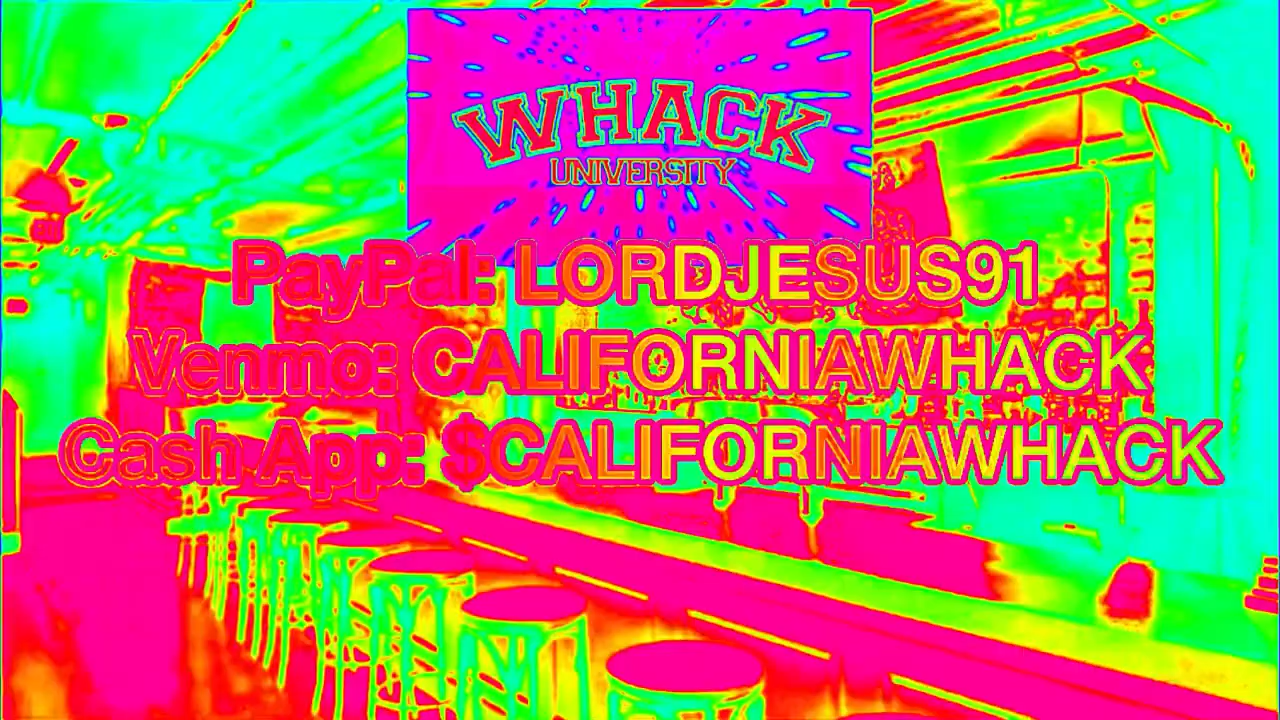 WHACK
UNIVERSITY
PayPal: LORDJESUS91
Venmo: CALIFORNIAWHACK
Cash App: $CALIFORNIAWHACK